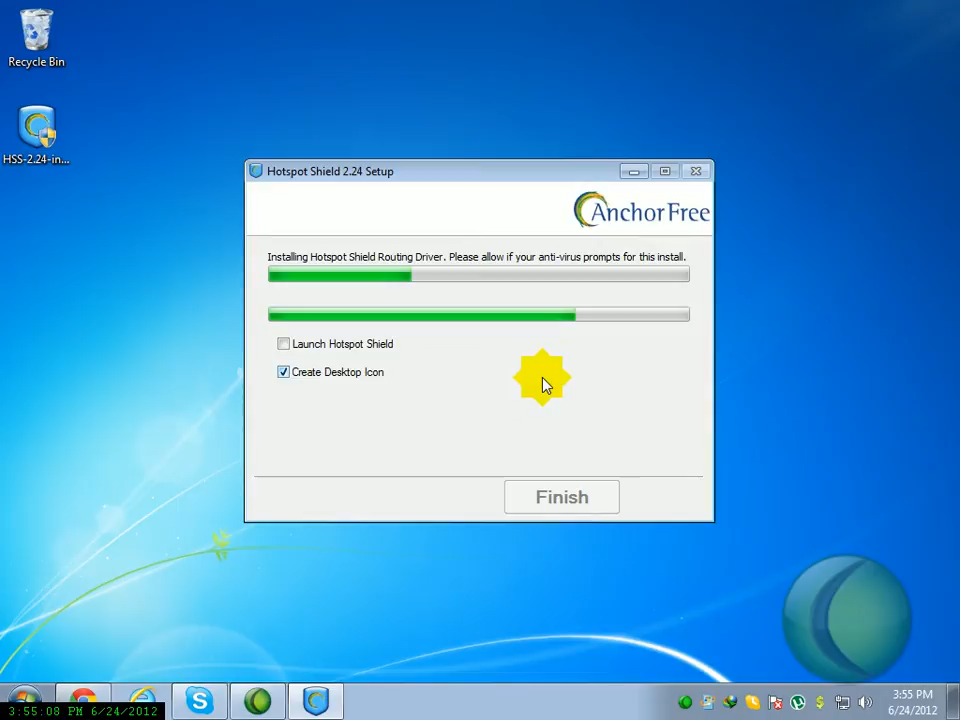 Recycle Bin
HSS-2.24-in...
Hotspot Shield 2.24 Setup
AnchorFree
Installing Hotspot Shield Routing Driver. Please allow if your anti-virus prompts for this install.
Launch Hotspot Shield
Create Desktop Icon
Finish
3:55:08 PM 6/24/2012
3:55 PM
6/24/2012